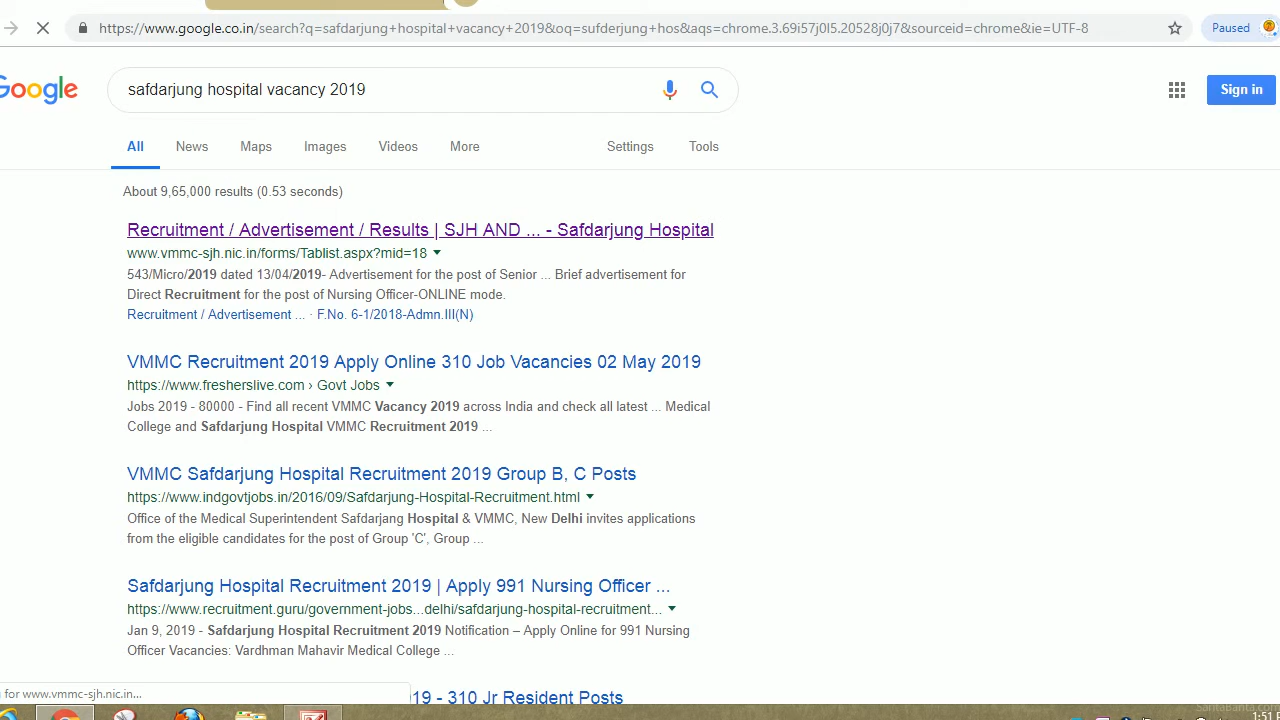 https://www.google.co.in/search?q=safdarjung+hospital+vacancy+2019&oq=sufderjung+hos&aqs=chrome.3.69i57j0l5.20528j0j7&sourceid=chrome&ie=UTF-8
Paused
Google
safdarjung hospital vacancy 2019
Sign in
All News Maps Images Videos More Settings Tools
About 9,65,000 results (0.53 seconds)
Recruitment / Advertisement / Results | SJH AND ... - Safdarjung Hospital
www.vmmc-sjh.nic.in/forms/Tablist.aspx?mid=18
543/Micro/2019 dated 13/04/2019- Advertisement for the post of Senior ... Brief advertisement for
Direct Recruitment for the post of Nursing Officer-ONLINE mode.
Recruitment / Advertisement ... · F.No. 6-1/2018-Admn.III(N)
VMMC Recruitment 2019 Apply Online 310 Job Vacancies 02 May 2019
https://www.fresherslive.com › Govt Jobs
Jobs 2019 - 80000 - Find all recent VMMC Vacancy 2019 across India and check all latest ... Medical
College and Safdarjung Hospital VMMC Recruitment 2019 ...
VMMC Safdarjung Hospital Recruitment 2019 Group B, C Posts
https://www.indgovtjobs.in/2016/09/Safdarjung-Hospital-Recruitment.html
Office of the Medical Superintendent Safdarjang Hospital & VMMC, New Delhi invites applications
from the eligible candidates for the post of Group 'C', Group ...
Safdarjung Hospital Recruitment 2019 | Apply 991 Nursing Officer ...
https://www.recruitment.guru/government-jobs...delhi/safdarjung-hospital-recruitment...
Jan 9, 2019 - Safdarjung Hospital Recruitment 2019 Notification – Apply Online for 991 Nursing
Officer Vacancies: Vardhman Mahavir Medical College ...
for www.vmmc-sjh.nic.in...
19 - 310 Jr Resident Posts
SantaBanta.com
1:51